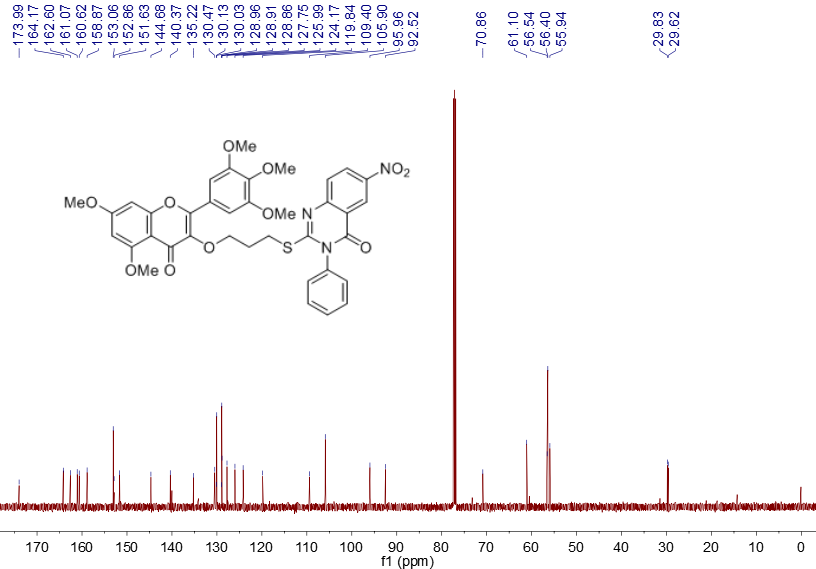 173.99
164.17
162.60
161.07
160.62
158.87
153.06
152.86
151.63
144.68
140.37
135.22
130.47
130.13
130.03
128.96
128.91
128.86
127.75
125.99
124.17
119.84
109.40
105.90
95.96
92.52
70.86
61.10
56.54
56.40
55.94
29.83
29.62
OMe
OMe
NO2
MeO
O
OMe
N
O
S
N
O
OMe
O
170 160 150 140 130 120 110 100 90 80 70 60 50 40 30 20 10 0
f1 (ppm)